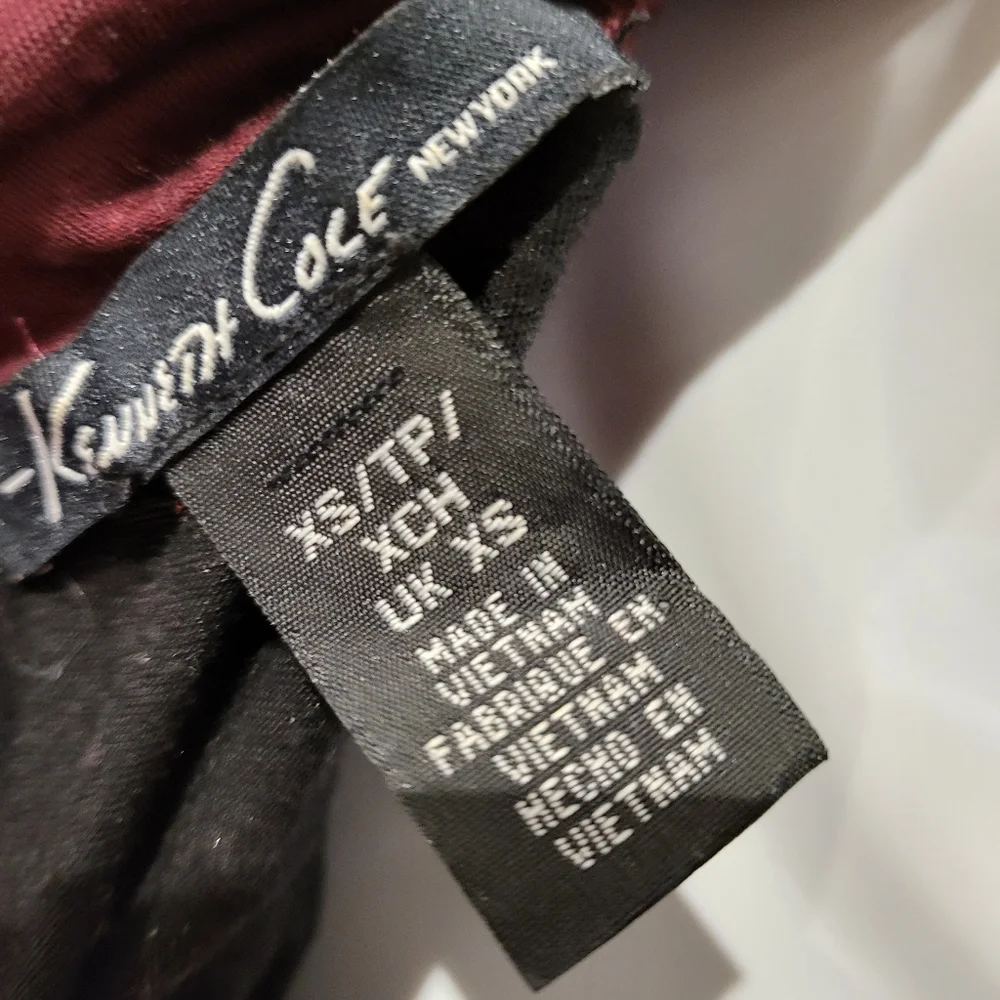 KENNETH COLE NEW YORK
XS/TP/
XCH
UK XS
MADE IN
VIETNAM
FABRIQUE EN
VIETNAM
HECHO EN
VIETNAM